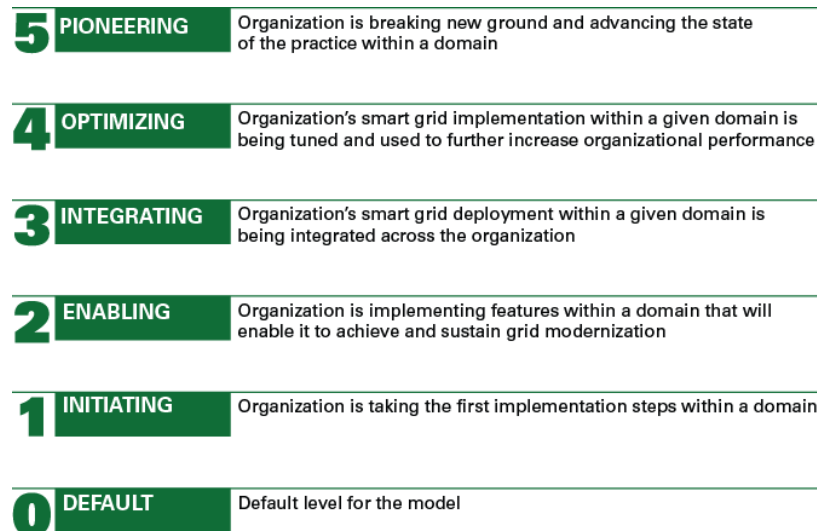 5 PIONEERING Organization is breaking new ground and advancing the state
of the practice within a domain
4 OPTIMIZING Organization's smart grid implementation within a given domain is
being tuned and used to further increase organizational performance
3 INTEGRATING Organization's smart grid deployment within a given domain is
being integrated across the organization
2 ENABLING Organization is implementing features within a domain that will
enable it to achieve and sustain grid modernization
1 INITIATING Organization is taking the first implementation steps within a domain
0 DEFAULT Default level for the model